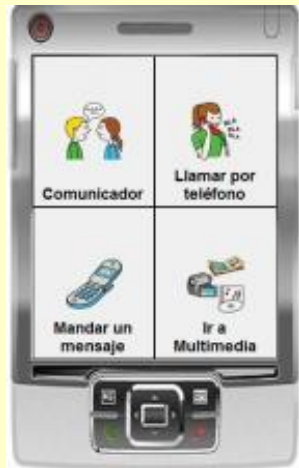 Comunicador
Llamar por
teléfono
Mandar un
mensaje
Ir a
Multimedia